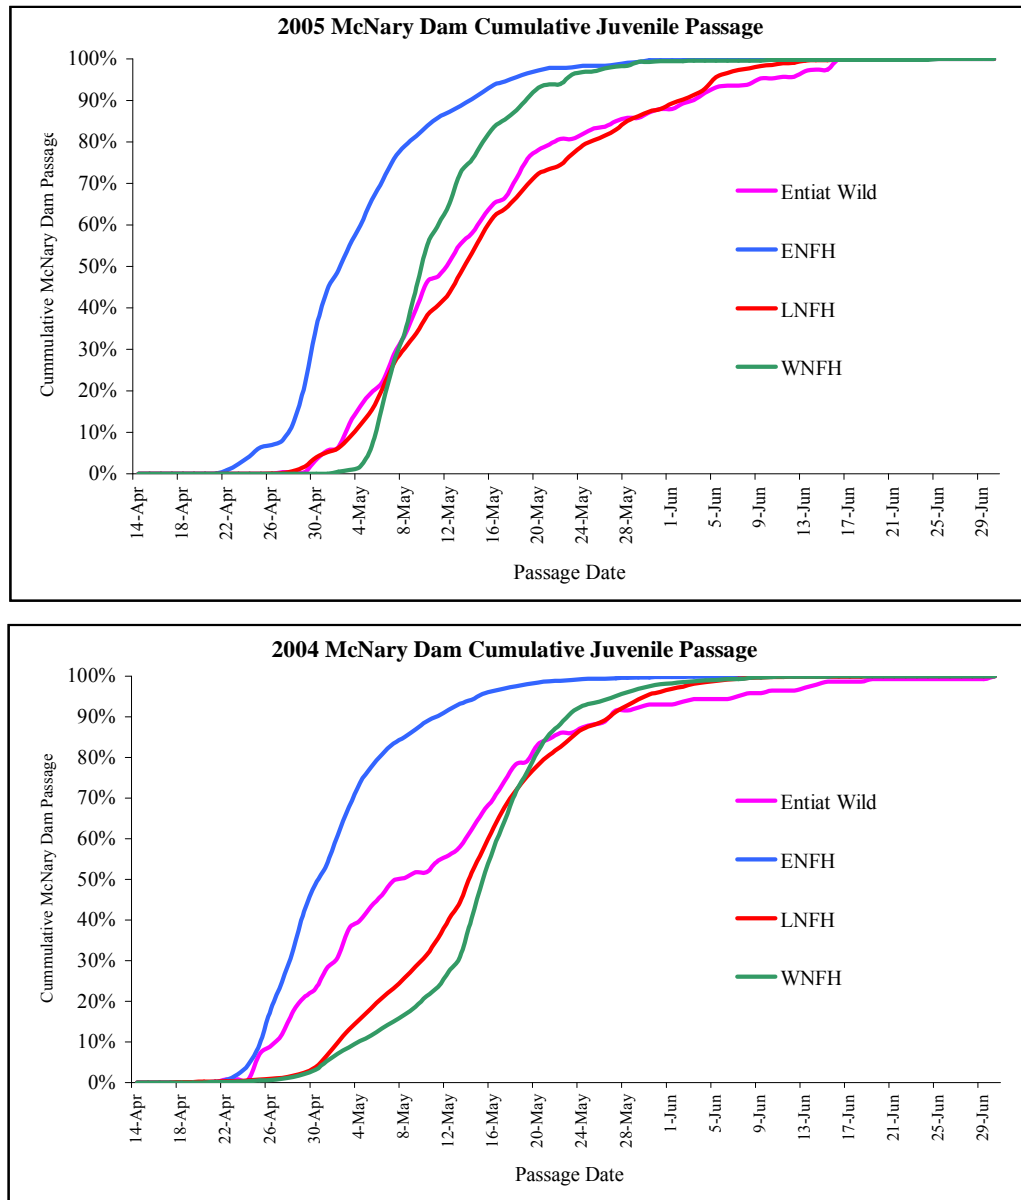 2005 McNary Dam Cumulative Juvenile Passage
Cummulative McNary Dam Passage
100%
90%
80%
70%
60%
50%
40%
30%
20%
10%
0%
Entiat Wild
ENFH
LNFH
WNFH
14-Apr
18-Apr
22-Apr
26-Apr
30-Apr
4-May
8-May
12-May
16-May
20-May
24-May
28-May
1-Jun
5-Jun
9-Jun
13-Jun
17-Jun
21-Jun
25-Jun
29-Jun
Passage Date
2004 McNary Dam Cumulative Juvenile Passage
Cummulative McNary Dam Passage
100%
90%
80%
70%
60%
50%
40%
30%
20%
10%
0%
Entiat Wild
ENFH
LNFH
WNFH
14-Apr
18-Apr
22-Apr
26-Apr
30-Apr
4-May
8-May
12-May
16-May
20-May
24-May
28-May
1-Jun
5-Jun
9-Jun
13-Jun
17-Jun
21-Jun
25-Jun
29-Jun
Passage Date